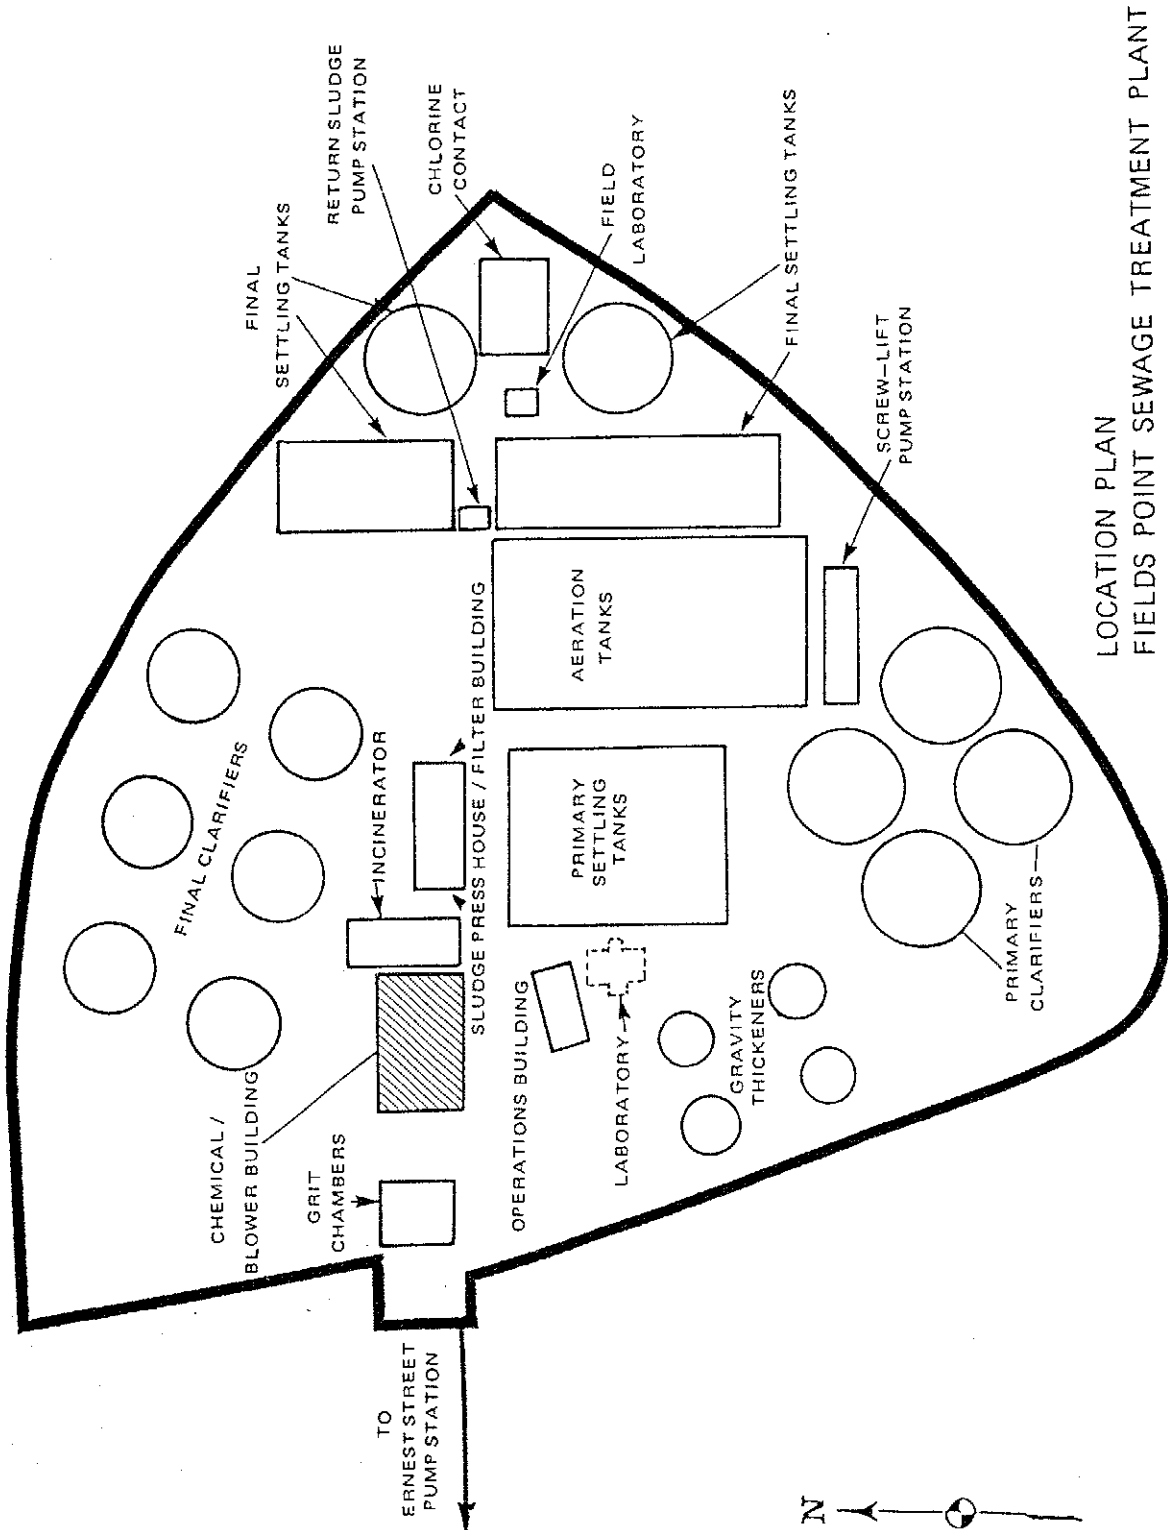 FINAL
SETTLING TANKS
RETURN SLUDGE
PUMP STATION
CHLORINE
CONTACT
FIELD
LABORATORY
FINAL SETTLING TANKS
SCREW-LIFT
PUMP STATION
AERATION
TANKS
SLUDGE PRESS HOUSE / FILTER BUILDING
INCINERATOR
FINAL CLARIFIERS
PRIMARY
SETTLING
TANKS
CHEMICAL /
BLOWER BUILDING
GRIT
CHAMBERS
OPERATIONS BUILDING
LABORATORY
GRAVITY
THICKENERS
PRIMARY
CLARIFIERS
TO
ERNEST STREET
PUMP STATION
N
LOCATION PLAN
FIELDS POINT SEWAGE TREATMENT PLANT